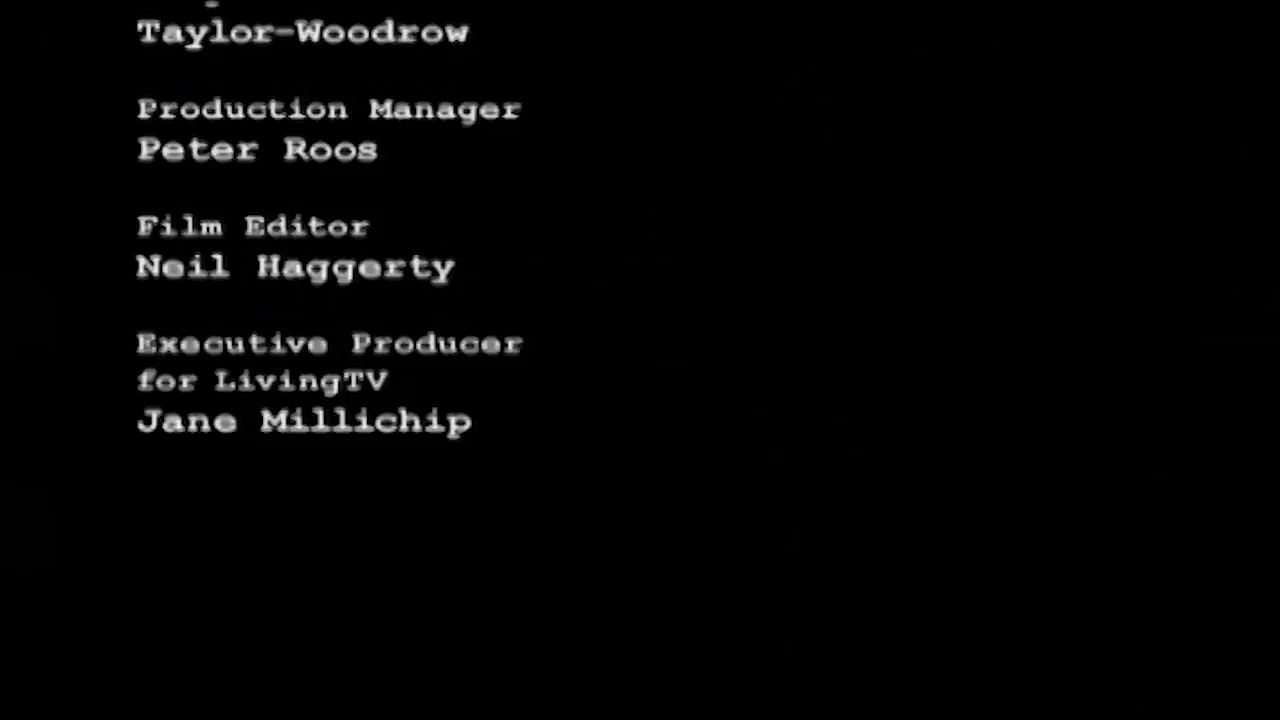 Taylor-Woodrow
Production Manager
Peter Roos
Film Editor
Neil Haggerty
Executive Producer
for LivingTV
Jane Millichip